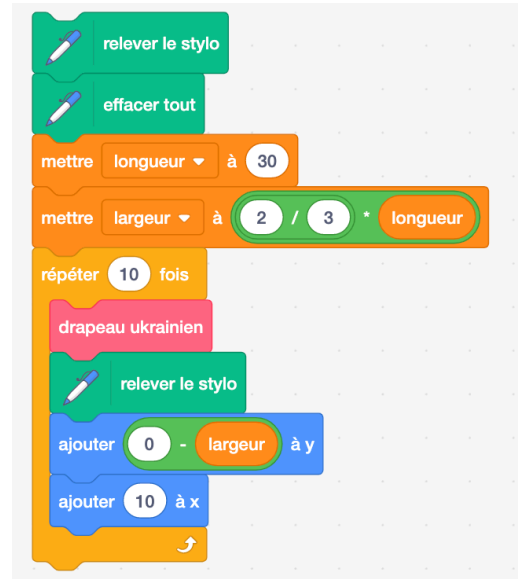 relever le stylo
effacer tout
mettre longueur à 30
mettre largeur à 2 / 3 * longueur
répéter 10 fois
drapeau ukrainien
relever le stylo
ajouter 0 - largeur à y
ajouter 10 à x